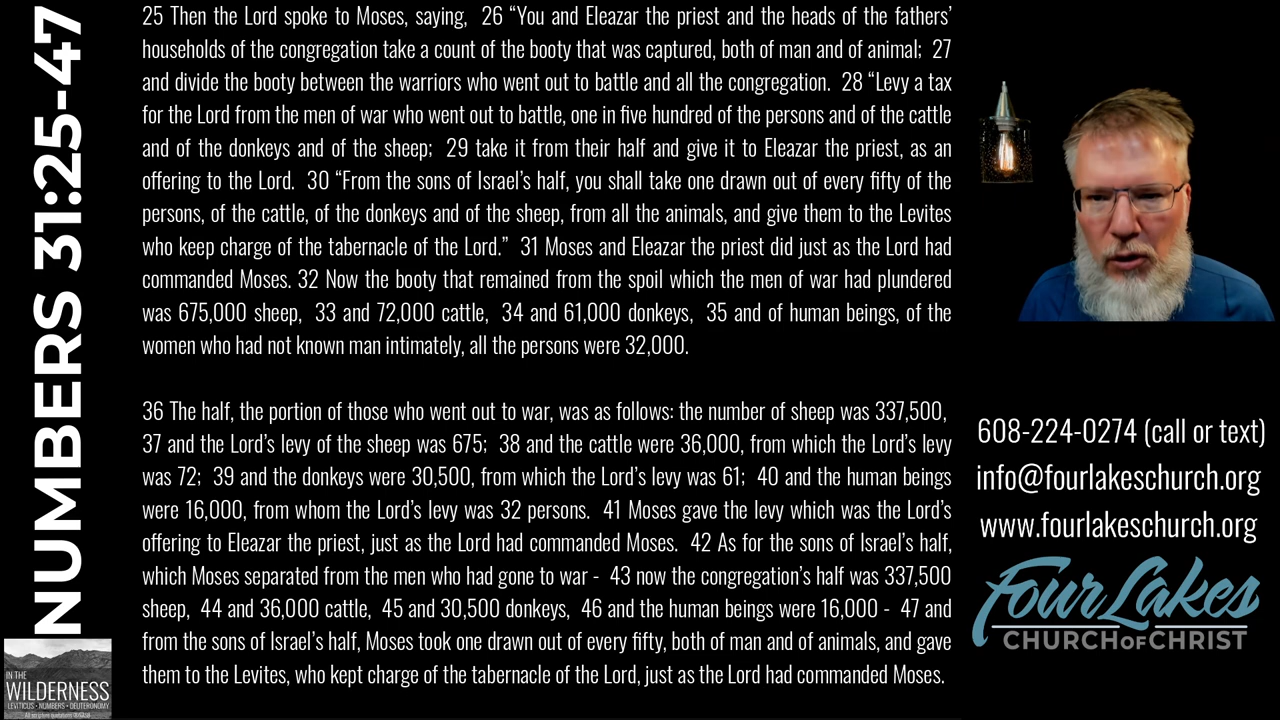 NUMBERS 31:25-47
25 Then the Lord spoke to Moses, saying, 26 “You and Eleazar the priest and the heads of the fathers’
households of the congregation take a count of the booty that was captured, both of man and of animal; 27
and divide the booty between the warriors who went out to battle and all the congregation. 28 “Levy a tax
for the Lord from the men of war who went out to battle, one in five hundred of the persons and of the cattle
and of the donkeys and of the sheep; 29 take it from their half and give it to Eleazar the priest, as an
offering to the Lord. 30 “From the sons of Israel’s half, you shall take one drawn out of every fifty of the
persons, of the cattle, of the donkeys and of the sheep, from all the animals, and give them to the Levites
who keep charge of the tabernacle of the Lord.” 31 Moses and Eleazar the priest did just as the Lord had
commanded Moses. 32 Now the booty that remained from the spoil which the men of war had plundered
was 675,000 sheep, 33 and 72,000 cattle, 34 and 61,000 donkeys, 35 and of human beings, of the
women who had not known man intimately, all the persons were 32,000.
36 The half, the portion of those who went out to war, was as follows: the number of sheep was 337,500,
37 and the Lord’s levy of the sheep was 675; 38 and the cattle were 36,000, from which the Lord’s levy
was 72; 39 and the donkeys were 30,500, from which the Lord’s levy was 61; 40 and the human beings
were 16,000, from whom the Lord’s levy was 32 persons. 41 Moses gave the levy which was the Lord’s
offering to Eleazar the priest, just as the Lord had commanded Moses. 42 As for the sons of Israel’s half,
which Moses separated from the men who had gone to war - 43 now the congregation’s half was 337,500
sheep, 44 and 36,000 cattle, 45 and 30,500 donkeys, 46 and the human beings were 16,000 - 47 and
from the sons of Israel’s half, Moses took one drawn out of every fifty, both of man and of animals, and gave
them to the Levites, who kept charge of the tabernacle of the Lord, just as the Lord had commanded Moses.
608-224-0274 (call or text)
info@fourlakeschurch.org
www.fourlakeschurch.org
Four Lakes
CHURCH OF CHRIST
IN THE
WILDERNESS
LEVITICUS • NUMBERS • DEUTERONOMY